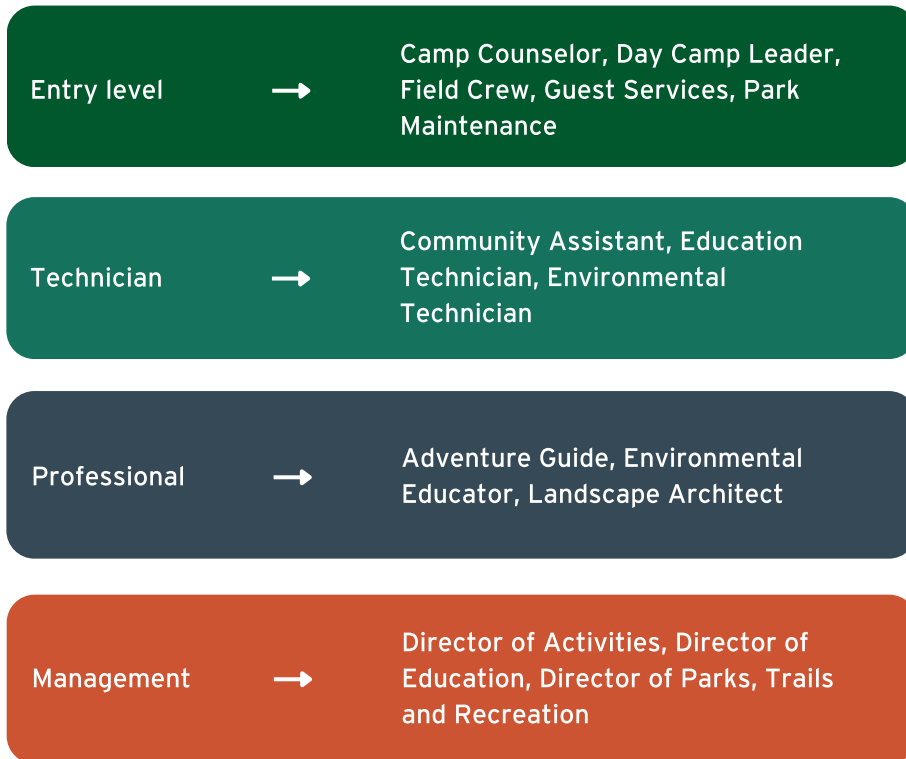 Entry level
Camp Counselor, Day Camp Leader,
Field Crew, Guest Services, Park
Maintenance
Technician
Community Assistant, Education
Technician, Environmental
Technician
Professional
Adventure Guide, Environmental
Educator, Landscape Architect
Management
Director of Activities, Director of
Education, Director of Parks, Trails
and Recreation